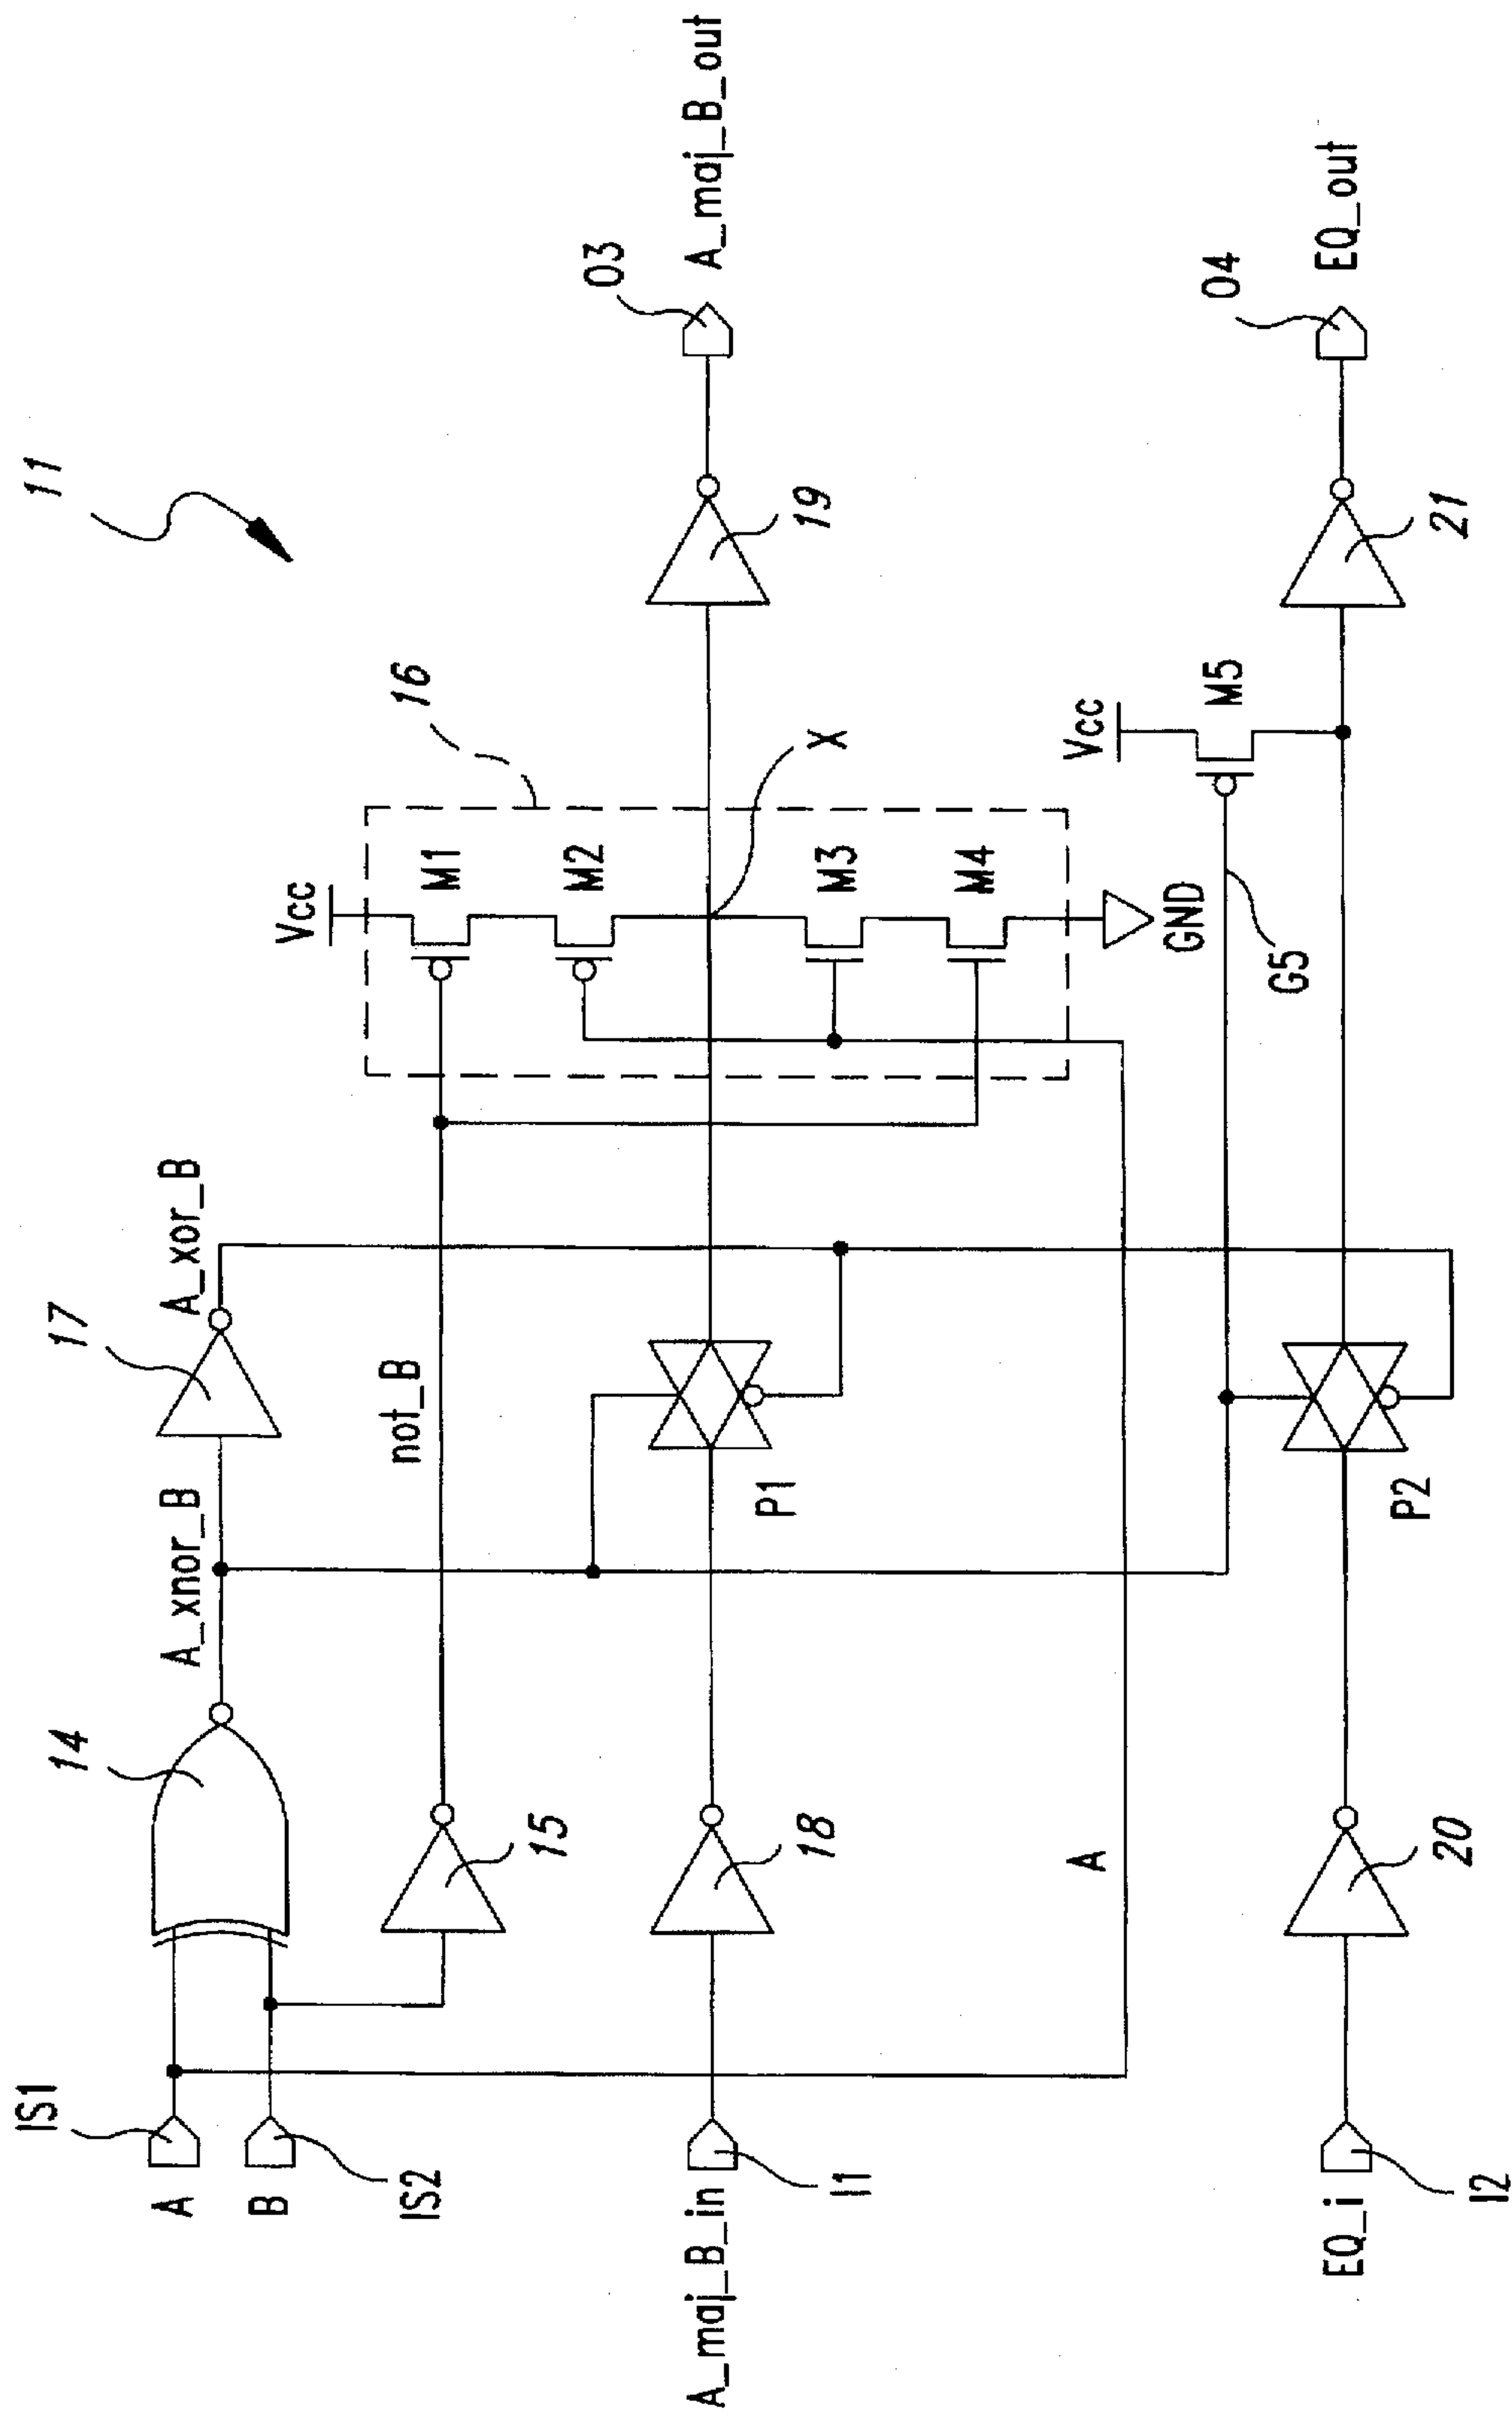 11
IS1
A
B
IS2
14
A_xnor_B
17
A_xor_B
15
not_B
16
Vcc
M1
M2
M3
M4
GND
X
A_maj_B_in
I1
18
P1
19
O3
A_maj_B_out
A
Vcc
M5
G5
EQ_i
I2
20
P2
21
O4
EQ_out